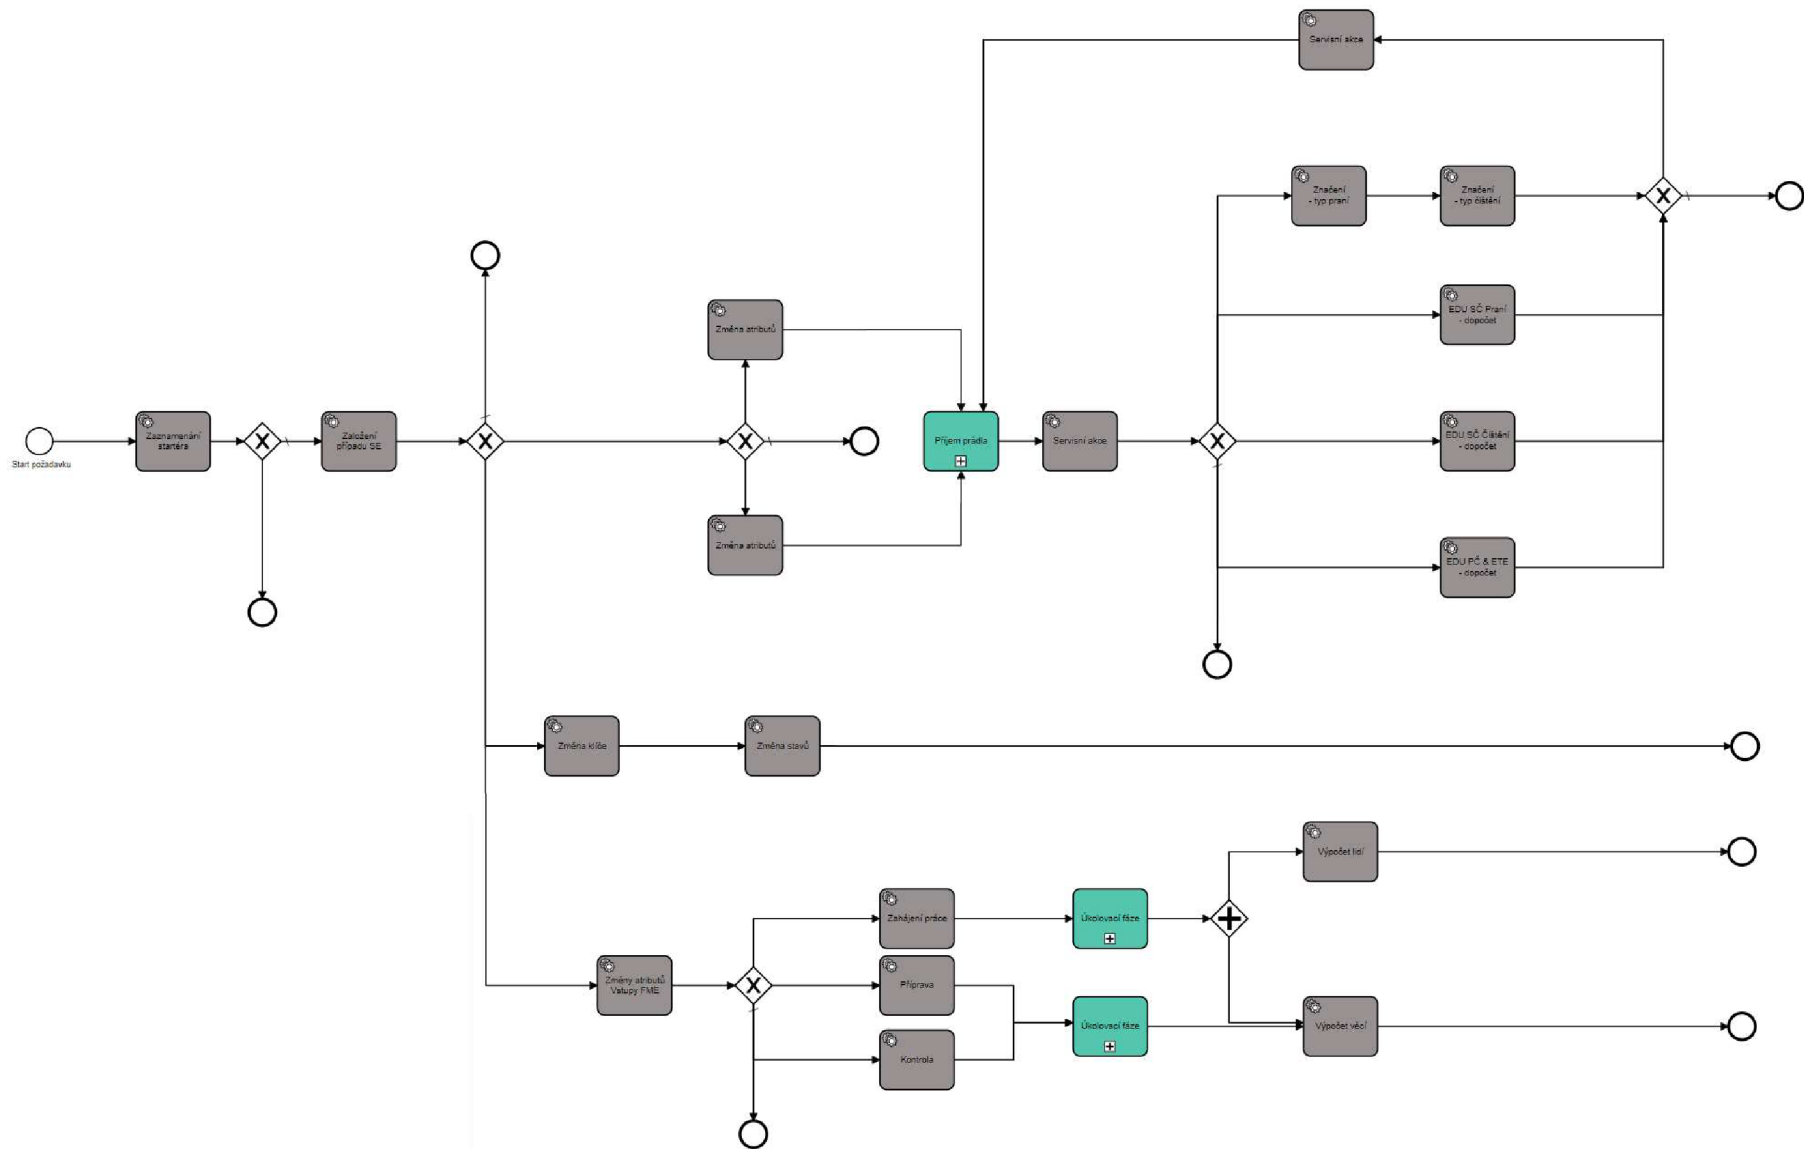 Servisní akce
Značení
- typ praní
Značení
- typ čištění
EDU SČ Praní
- dopočet
Změna atributů
Start požadavku
Zaznamenání
startéra
Založení
případu SE
Příjem prádla
Servisní akce
EDU SČ Čištění
- dopočet
Změna atributů
EDU PČ & ETE
- dopočet
Změna klíče
Změna stavů
Výpočet lidí
Zahájení práce
Úkolovací fáze
Změny atributů
Vstupy FME
Příprava
Úkolovací fáze
Výpočet věcí
Kontrola